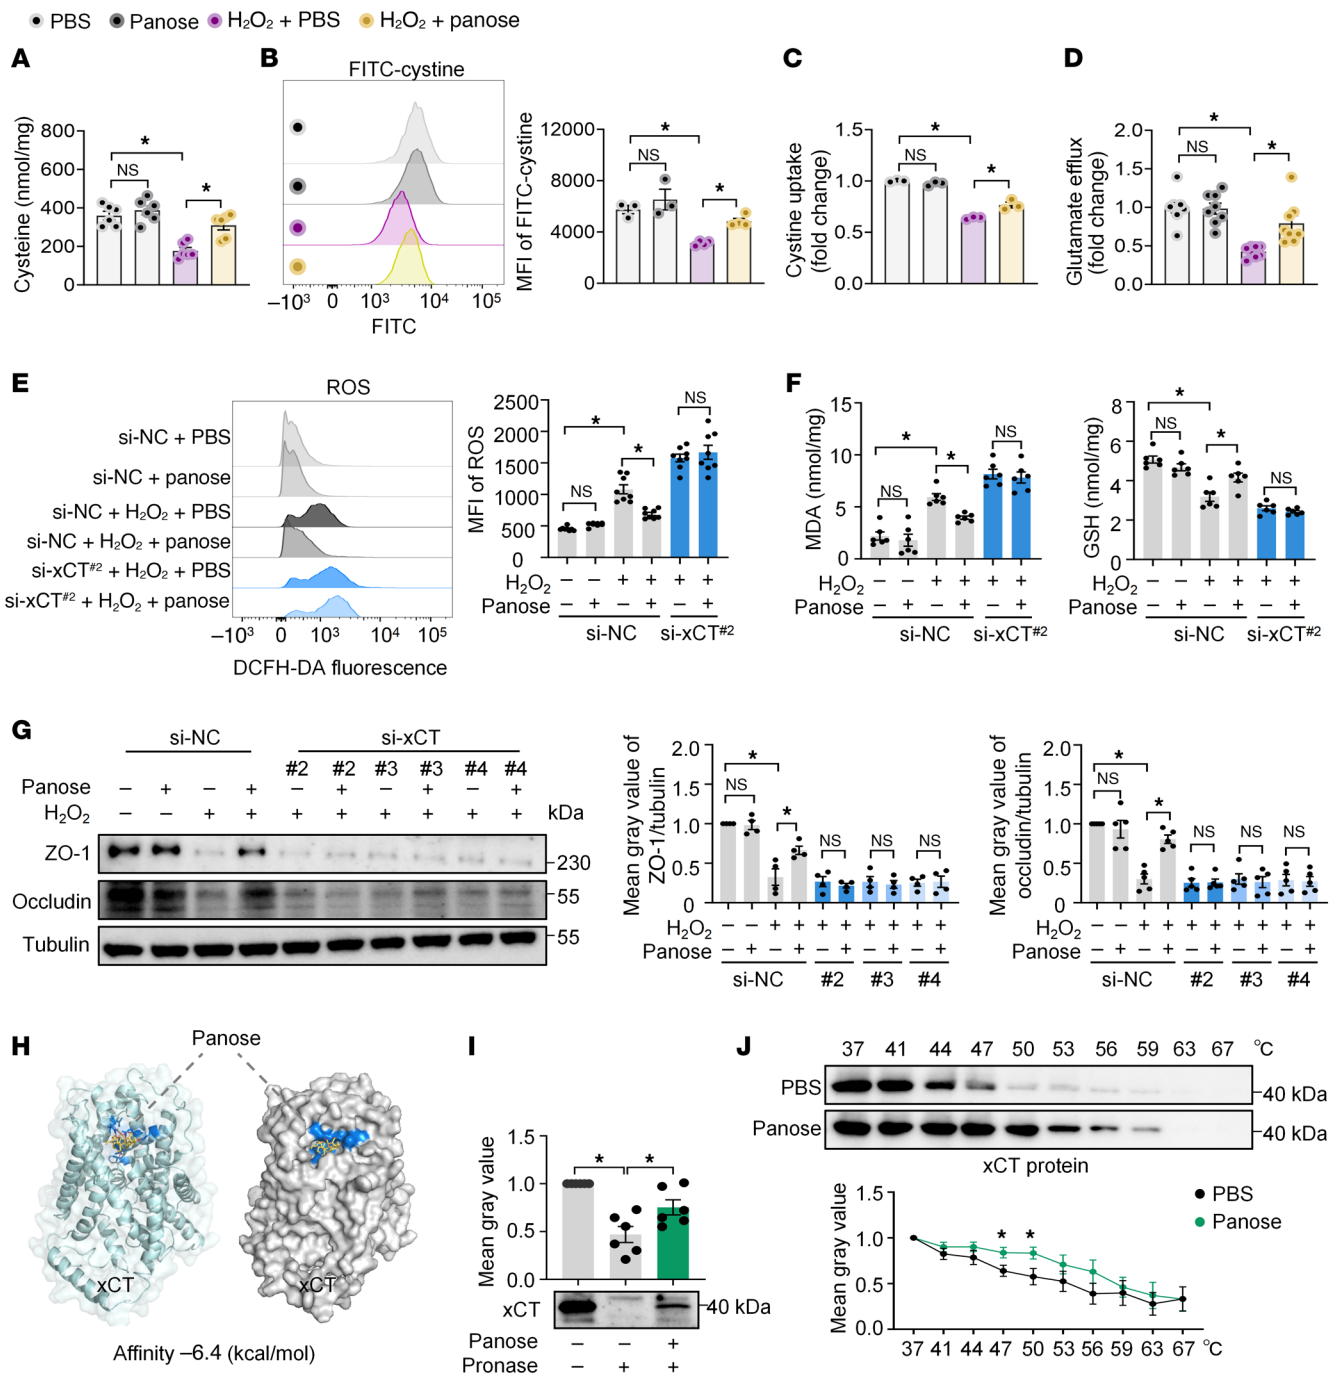 PBS Panose H₂O₂ + PBS H₂O₂ + panose
A
Cysteine (nmol/mg)
800
600
400
200
0
* NS *
B
FITC-cystine
–10³ 0 10³ 10⁴ 10⁵
FITC
MFI of FITC-cystine
12000
8000
4000
0
* NS *
C
Cystine uptake
(fold change)
1.5
1.0
0.5
0.0
* NS *
D
Glutamate efflux
(fold change)
2.0
1.5
1.0
0.5
0.0
* NS *
E
ROS
si-NC + PBS
si-NC + panose
si-NC + H₂O₂ + PBS
si-NC + H₂O₂ + panose
si-xCT#2 + H₂O₂ + PBS
si-xCT#2 + H₂O₂ + panose
–10³ 0 10³ 10⁴ 10⁵
DCFH-DA fluorescence
MFI of ROS
2500
2000
1500
1000
500
0
NS * * NS
H₂O₂ – – + + + +
Panose – + – + – +
si-NC si-xCT#2
F
MDA (nmol/mg)
15
10
5
0
NS * * NS
H₂O₂ – – + + + +
Panose – + – + – +
si-NC si-xCT#2
GSH (nmol/mg)
8
6
4
2
0
* NS * NS
H₂O₂ – – + + + +
Panose – + – + – +
si-NC si-xCT#2
G
si-NC si-xCT
#2 #2 #3 #3 #4 #4
Panose – + – + – + – + – +
H₂O₂ – – + + + + + + + + kDa
ZO-1 230
Occludin 55
Tubulin 55
Mean gray value of
ZO-1/tubulin
2.0
1.5
1.0
0.5
0
* NS * NS NS NS
H₂O₂ – – + + + + + + + +
Panose – + – + – + – + – +
si-NC #2 #3 #4
Mean gray value of
occludin/tubulin
2.0
1.5
1.0
0.5
0
* NS * NS NS NS
H₂O₂ – – + + + + + + + +
Panose – + – + – + – + – +
si-NC #2 #3 #4
H
Panose
xCT xCT
Affinity –6.4 (kcal/mol)
I
Mean gray value
1.5
1.0
0.5
0.0
* *
xCT 40 kDa
Panose – – +
Pronase – + +
J
37 41 44 47 50 53 56 59 63 67 °C
PBS 40 kDa
Panose 40 kDa
xCT protein
Mean gray value
1.5
1.0
0.5
0.0
* *
PBS
Panose
37 41 44 47 50 53 56 59 63 67 °C